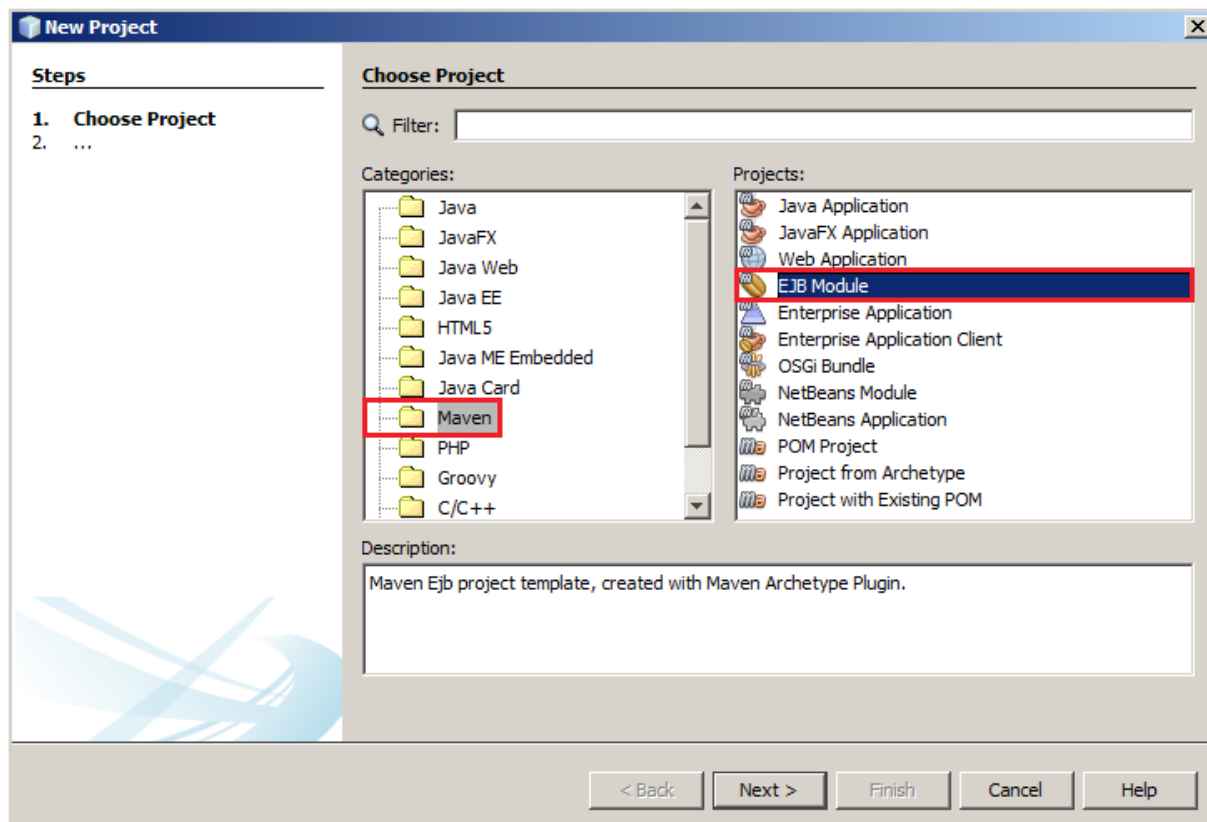 New Project
Steps
1. Choose Project
2. ...
Choose Project
Filter:
Categories:
Java
JavaFX
Java Web
Java EE
HTML5
Java ME Embedded
Java Card
Maven
PHP
Groovy
C/C++
Projects:
Java Application
JavaFX Application
Web Application
EJB Module
Enterprise Application
Enterprise Application Client
OSGi Bundle
NetBeans Module
NetBeans Application
POM Project
Project from Archetype
Project with Existing POM
Description:
Maven Ejb project template, created with Maven Archetype Plugin.
< Back Next > Finish Cancel Help